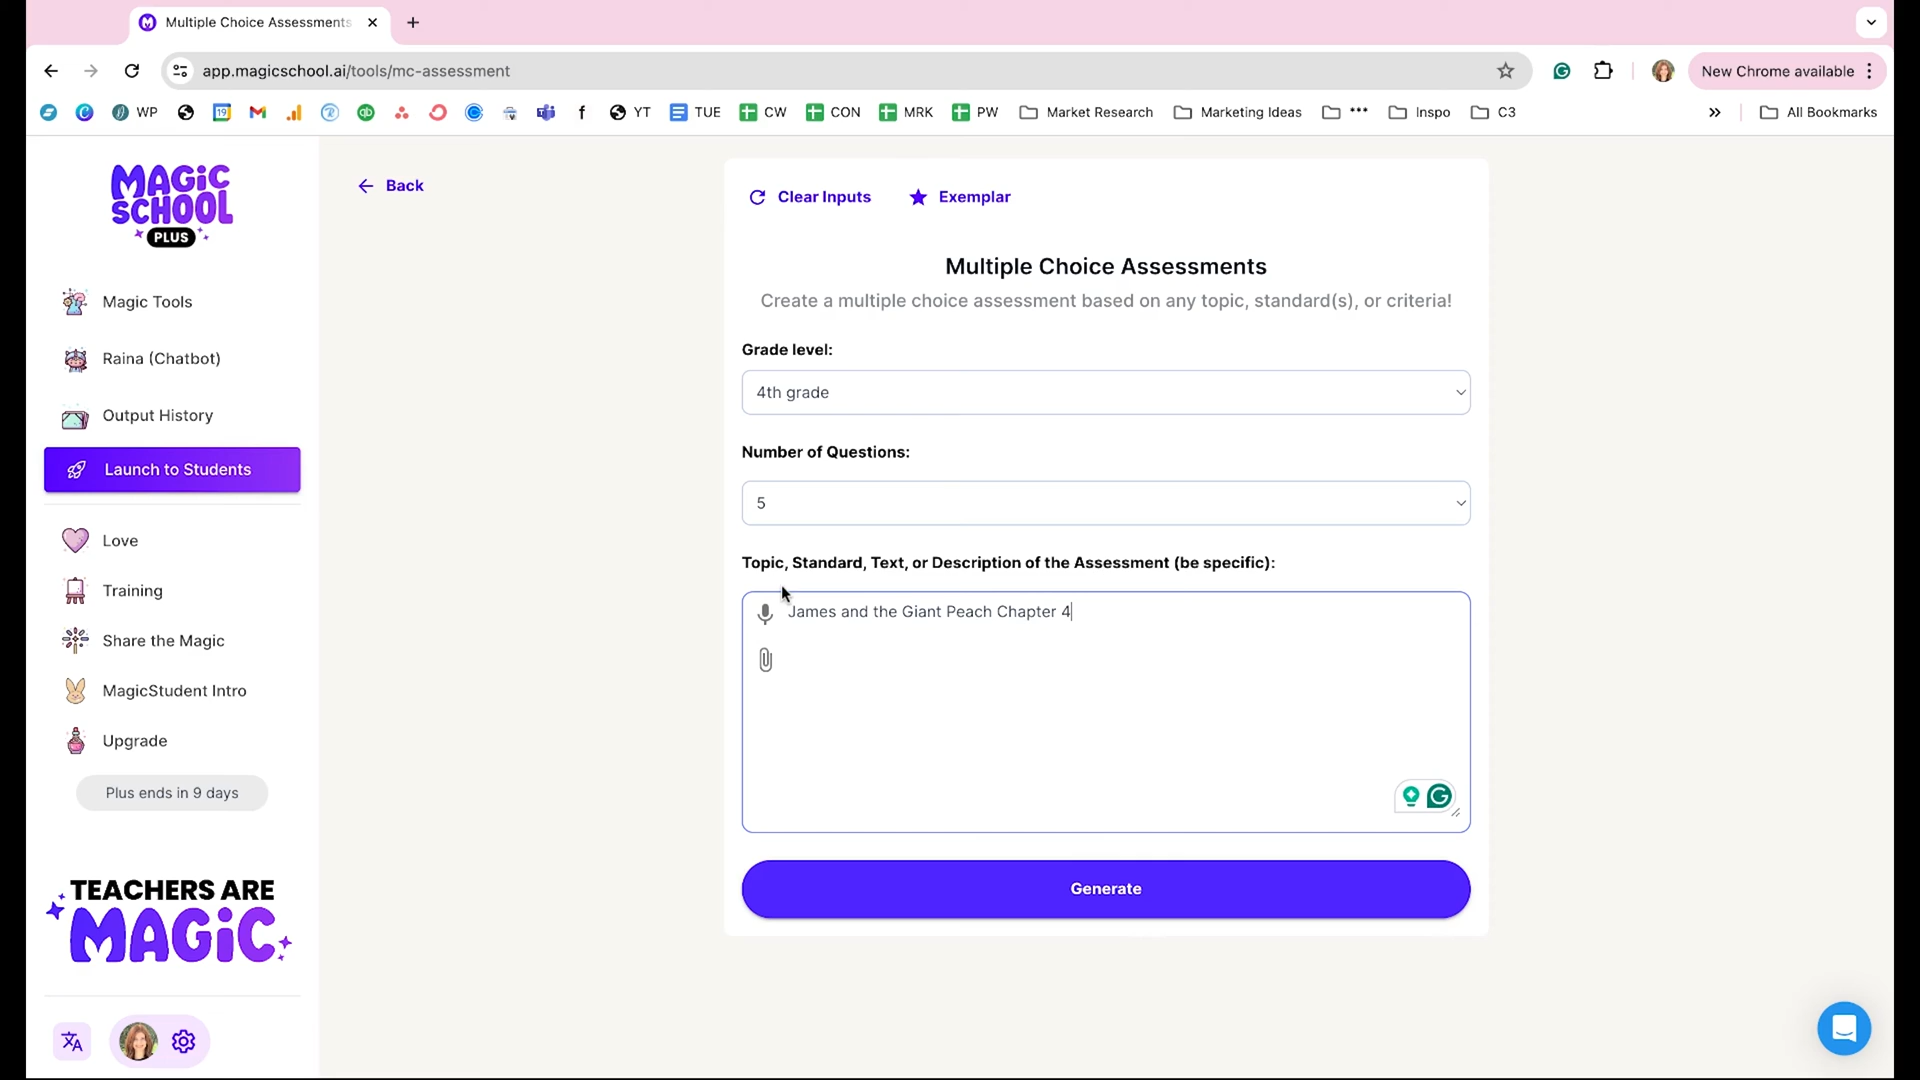 Multiple Choice Assessments
app.magicschool.ai/tools/mc-assessment
New Chrome available
WP
19
YT
TUE
CW
CON
MRK
PW
Market Research
Marketing Ideas
***
Inspo
C3
»
All Bookmarks
MAGIC
SCHOOL
PLUS
Magic Tools
Raina (Chatbot)
Output History
Launch to Students
Love
Training
Share the Magic
MagicStudent Intro
Upgrade
Plus ends in 9 days
TEACHERS ARE
MAGIC
Back
Clear Inputs
Exemplar
Multiple Choice Assessments
Create a multiple choice assessment based on any topic, standard(s), or criteria!
Grade level:
4th grade
Number of Questions:
5
Topic, Standard, Text, or Description of the Assessment (be specific):
James and the Giant Peach Chapter 4
Generate